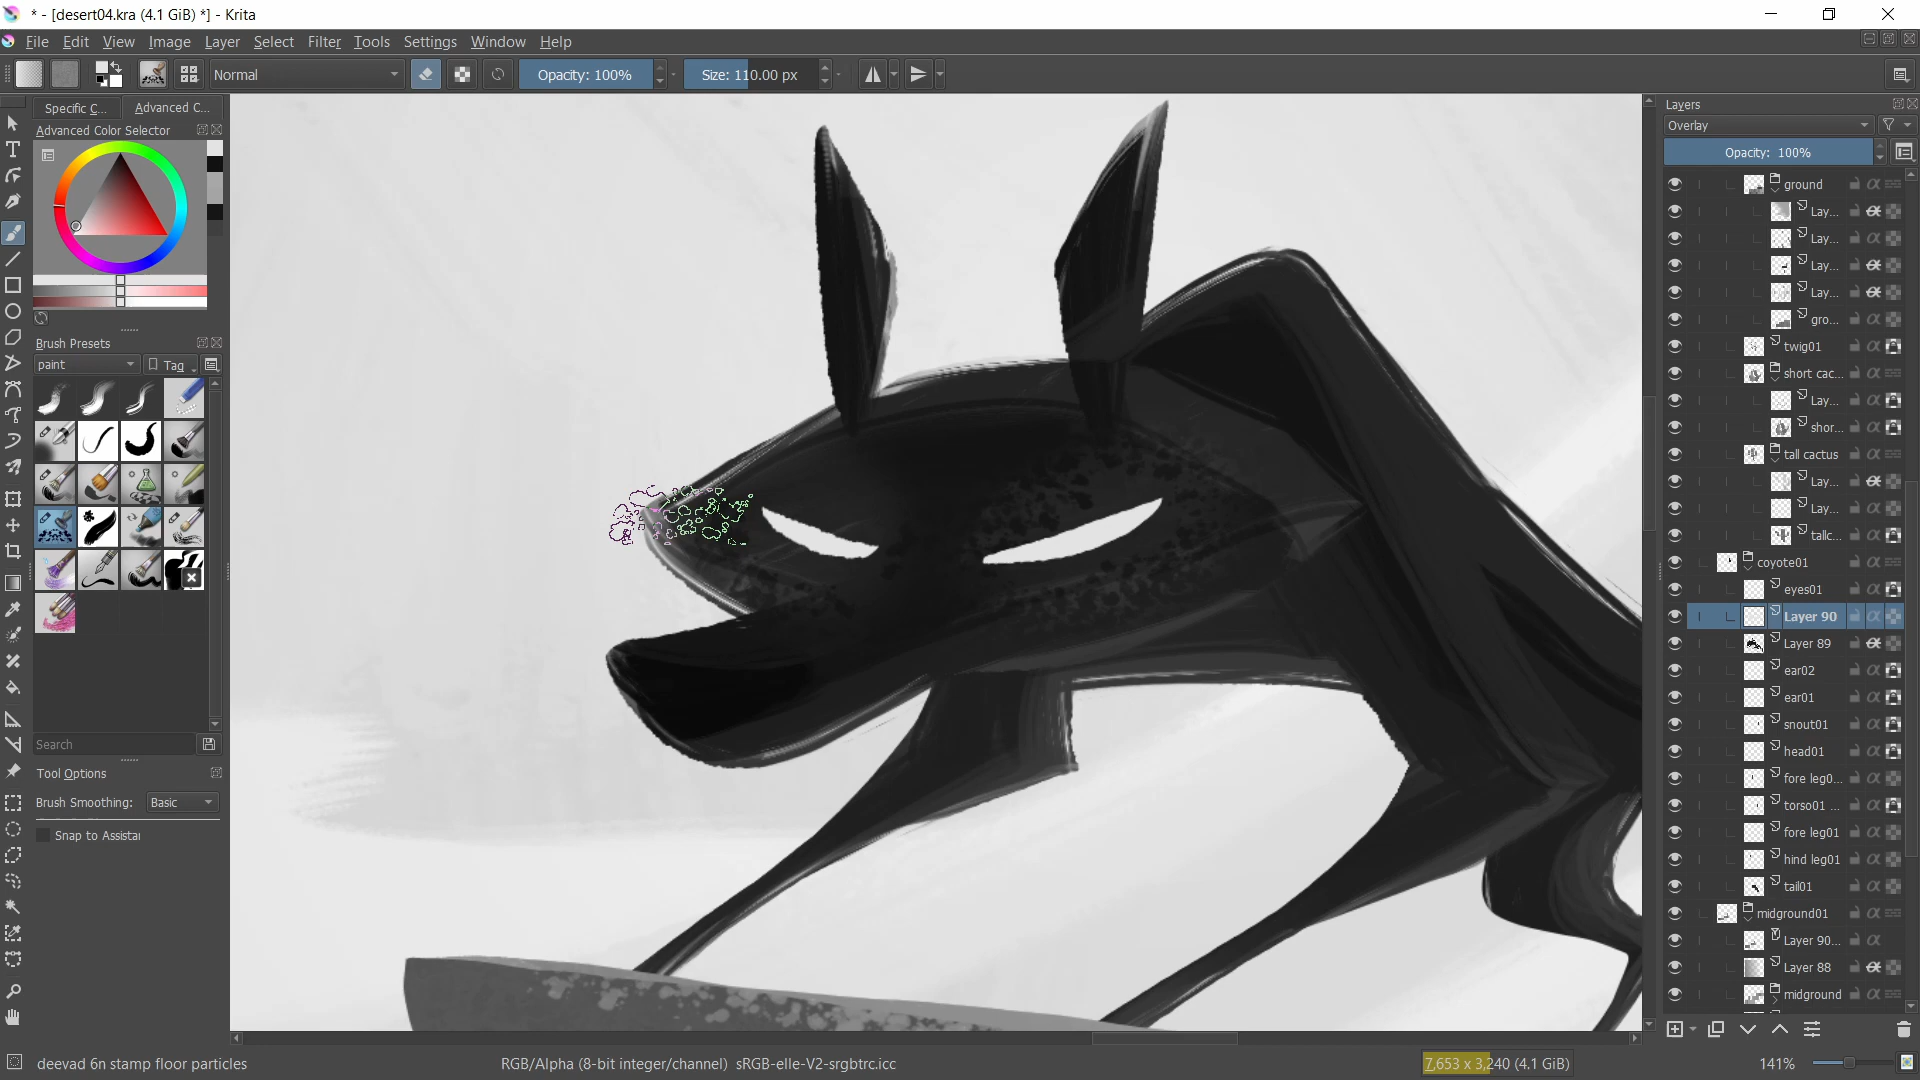 * - [desert04.kra (4.1 GiB) *] - Krita
File Edit View Image Layer Select Filter Tools Settings Window Help
Normal
Opacity: 100%
Size: 110.00 px
Specific C...
Advanced C...
Advanced Color Selector
Brush Presets
paint
Tag
Search
Tool Options
Brush Smoothing: Basic
Snap to Assistar
Layers
Overlay
Opacity: 100%
ground
Lay...
Lay...
Lay...
Lay...
gro...
twig01
short cac...
Lay...
shor...
tall cactus
Lay...
Lay...
tallc...
coyote01
eyes01
Layer 90
Layer 89
ear02
ear01
snout01
head01
fore leg0...
torso01 ...
fore leg01
hind leg01
tail01
midground01
Layer 90...
Layer 88
midground
deevad 6n stamp floor particles
RGB/Alpha (8-bit integer/channel) sRGB-elle-V2-srgbtrc.icc
7,653 x 3,240 (4.1 GiB)
141%